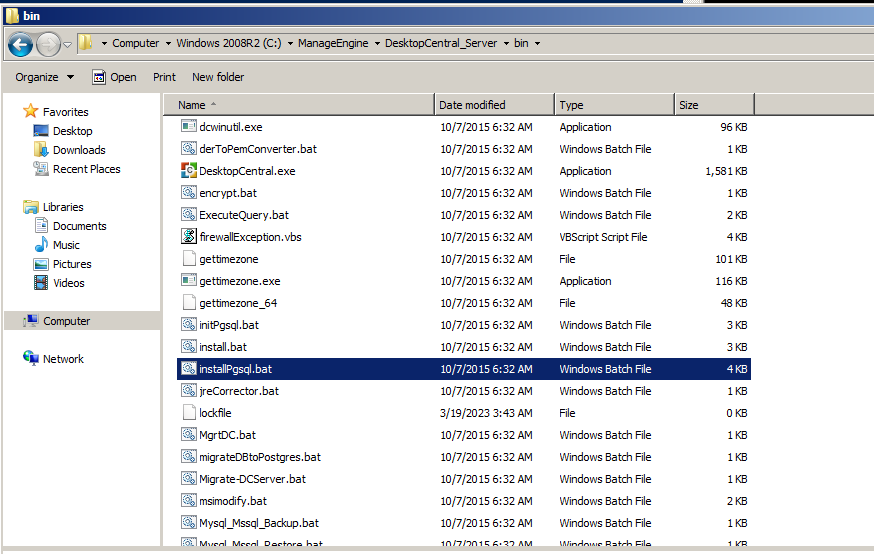 bin
Computer Windows 2008R2 (C:) ManageEngine DesktopCentral_Server bin
Organize Open Print New folder
Favorites
Desktop
Downloads
Recent Places
Libraries
Documents
Music
Pictures
Videos
Computer
Network
Name Date modified Type Size
dcwinutil.exe 10/7/2015 6:32 AM Application 96 KB
derToPemConverter.bat 10/7/2015 6:32 AM Windows Batch File 1 KB
DesktopCentral.exe 10/7/2015 6:32 AM Application 1,581 KB
encrypt.bat 10/7/2015 6:32 AM Windows Batch File 1 KB
ExecuteQuery.bat 10/7/2015 6:32 AM Windows Batch File 2 KB
firewallException.vbs 10/7/2015 6:32 AM VBScript Script File 4 KB
gettimezone 10/7/2015 6:32 AM File 101 KB
gettimezone.exe 10/7/2015 6:32 AM Application 116 KB
gettimezone_64 10/7/2015 6:32 AM File 48 KB
initPgsql.bat 10/7/2015 6:32 AM Windows Batch File 3 KB
install.bat 10/7/2015 6:32 AM Windows Batch File 3 KB
installPgsql.bat 10/7/2015 6:32 AM Windows Batch File 4 KB
jreCorrector.bat 10/7/2015 6:32 AM Windows Batch File 1 KB
lockfile 3/19/2023 3:43 AM File 0 KB
MgrtDC.bat 10/7/2015 6:32 AM Windows Batch File 1 KB
migrateDBtoPostgres.bat 10/7/2015 6:32 AM Windows Batch File 1 KB
Migrate-DCServer.bat 10/7/2015 6:32 AM Windows Batch File 1 KB
msimodify.bat 10/7/2015 6:32 AM Windows Batch File 2 KB
Mysql_Mssql_Backup.bat 10/7/2015 6:32 AM Windows Batch File 1 KB
Mysql_Mssql_Restore.bat 10/7/2015 6:32 AM Windows Batch File 1 KB